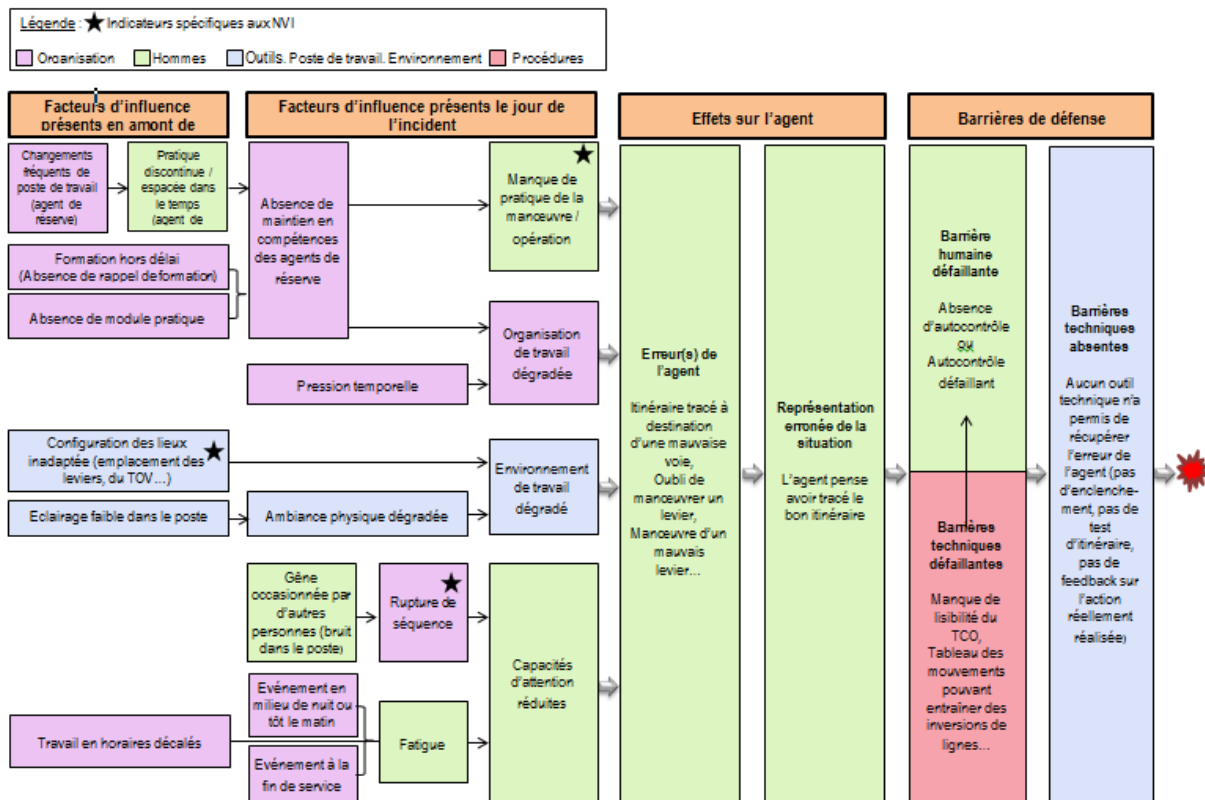 Légende : ★ Indicateurs spécifiques aux NVI
Organisation
Hommes
Outils. Poste de travail. Environnement
Procédures
Facteurs d'influence
présents en amont de
Facteurs d'influence présents le jour de
l'incident
Effets sur l'agent
Barrières de défense
Changements
fréquents de
poste de travail
(agent de
réserve)
Pratique
discontinue /
espacée dans
le temps
(agent de
Absence de
maintien en
compétences
des agents de
réserve
Manque de
pratique de la
manœuvre /
opération
Formation hors délai
(Absence de rappel de formation)
Absence de module pratique
Pression temporelle
Organisation
de travail
dégradée
Configuration des lieux
inadaptée (emplacement des
leviers, du TOV…)
Eclairage faible dans le poste
Ambiance physique dégradée
Environnement
de travail
dégradé
Gêne
occasionnée par
d'autres
personnes (bruit
dans le poste)
Rupture de
séquence
Evénement en
milieu de nuit ou
tôt le matin
Travail en horaires décalés
Evénement à la
fin de service
Fatigue
Capacités
d'attention
réduites
Erreur(s) de
l'agent
Itinéraire tracé à
destination
d'une mauvaise
voie,
Oubli de
manœuvrer un
levier,
Manœuvre d'un
mauvais
levier…
Représentation
erronée de la
situation
L'agent pense
avoir tracé le
bon itinéraire
Barrière
humaine
défaillante
Absence
d'autocontrôle
ou
Autocontrôle
défaillant
Barrières
techniques
défaillantes
Manque de
lisibilité du
TCO,
Tableau des
mouvements
pouvant
entraîner des
inversions de
lignes…
Barrières
techniques
absentes
Aucun outil
technique n'a
permis de
récupérer
l'erreur de
l'agent (pas
d'enclenche-
ment, pas de
test
d'itinéraire,
pas de
feedback sur
l'action
réellement
réalisée)